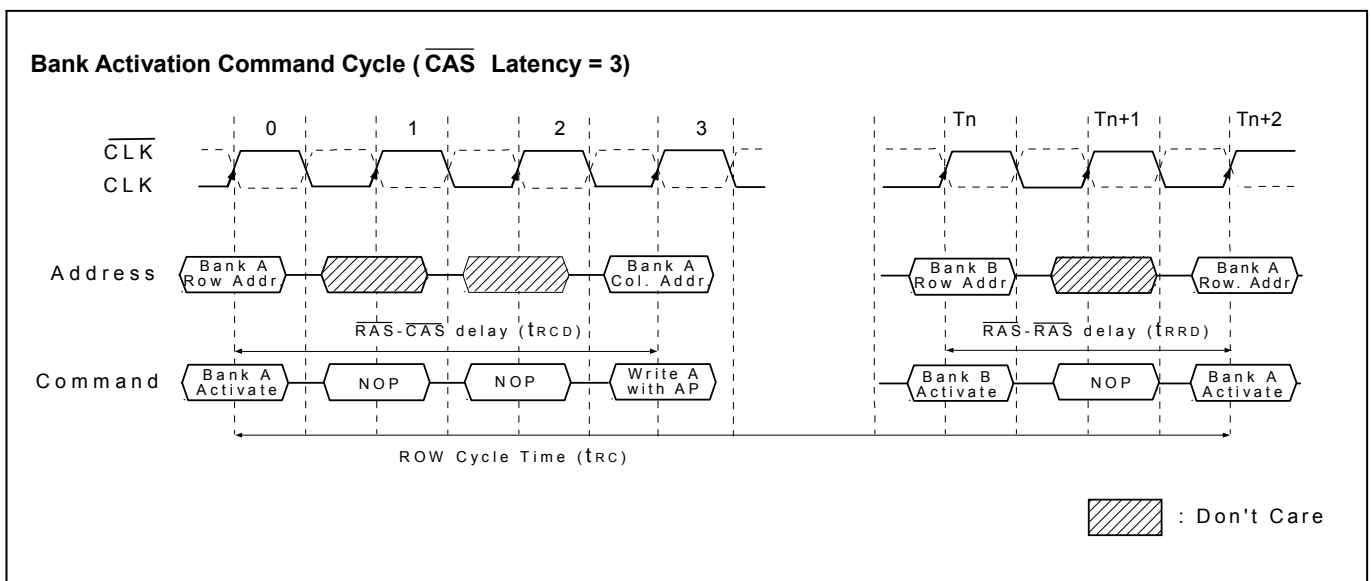 Bank Activation Command Cycle ( CAS Latency = 3)
0 1 2 3 Tn Tn+1 Tn+2
CLK
CLK
Address
Bank A
Row Addr
Bank A
Col. Addr.
Bank B
Row Addr
Bank A
Row. Addr
RAS-CAS delay (tRCD)
RAS-RAS delay (tRRD)
Command
Bank A
Activate
NOP
NOP
Write A
with AP
Bank B
Activate
NOP
Bank A
Activate
ROW Cycle Time (tRC)
: Don't Care